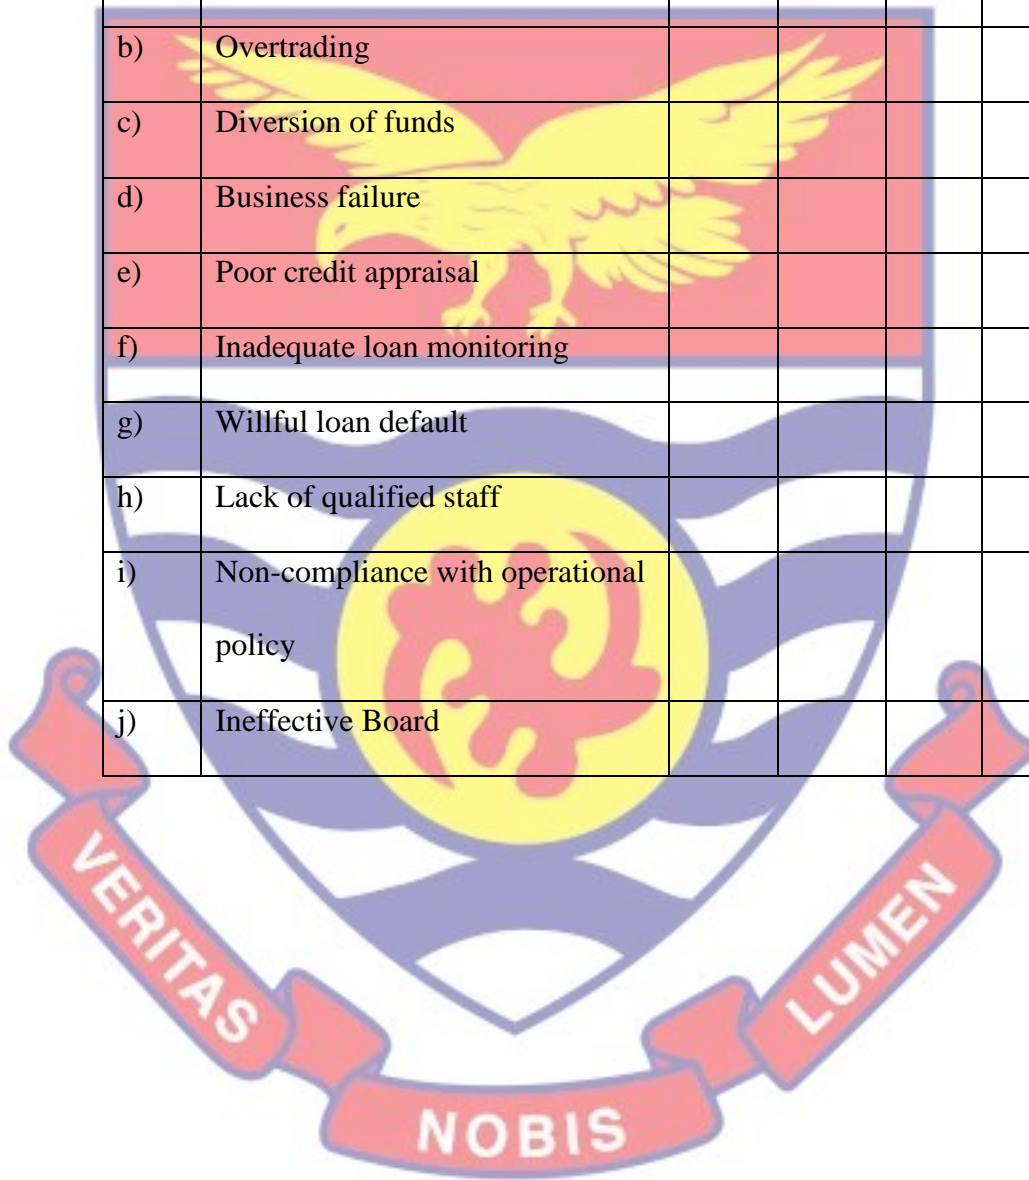 b) Overtrading
c) Diversion of funds
d) Business failure
e) Poor credit appraisal
f) Inadequate loan monitoring
g) Willful loan default
h) Lack of qualified staff
i) Non-compliance with operational
policy
j) Ineffective Board
VERITAS
NOBIS
LUMEN